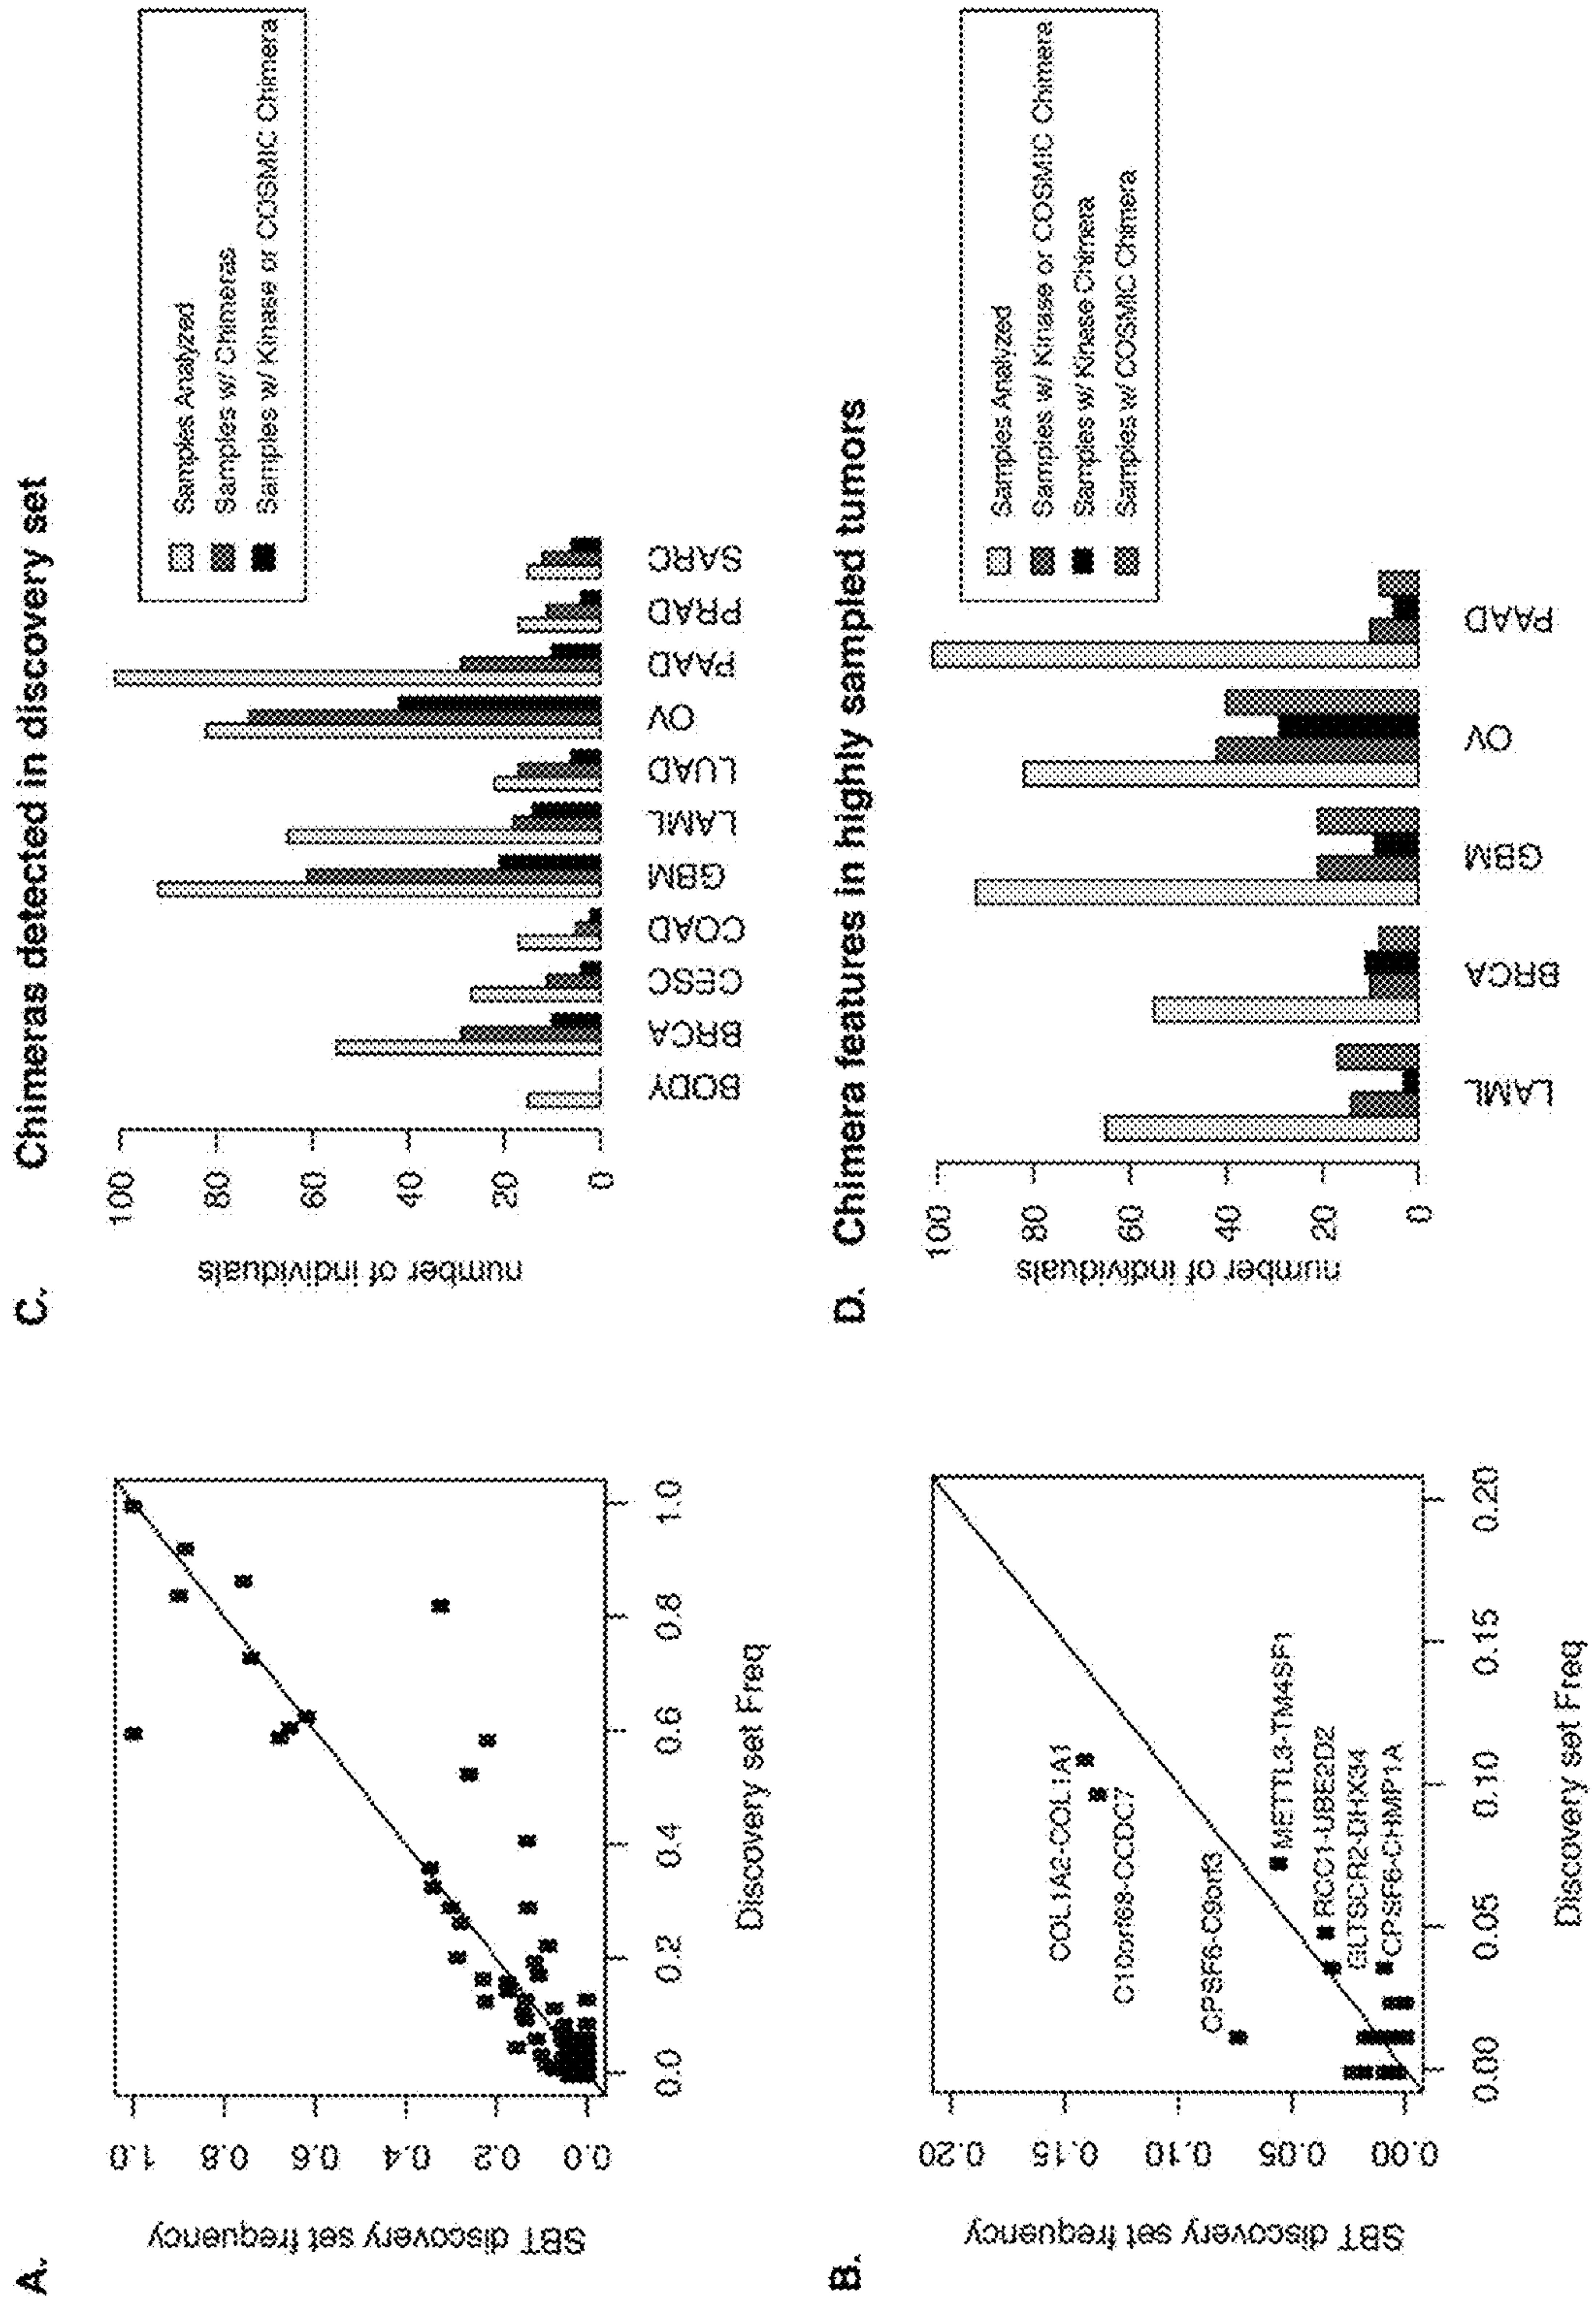 A.
SBT discovery set frequency
1.0
0.8
0.6
0.4
0.2
0.0
0.0
0.2
0.4
0.6
0.8
1.0
Discovery set Freq
B.
SBT discovery set frequency
0.20
0.15
0.10
0.05
0.00
COL1A2-COL1A1
C10orf68-CCDC7
CPSF6-C9orf3
METTL3-TM4SF1
RCC1-UBE2D2
GLTSCR2-DHX34
CPSF6-CHMP1A
0.00
0.05
0.10
0.15
0.20
Discovery set Freq
C. Chimeras detected in discovery set
number of individuals
100
80
60
40
20
0
BODY
BRCA
CESC
COAD
GBM
LAML
LUAD
OV
PAAD
PRAD
SARC
Samples Analyzed
Samples w/ Chimeras
Samples w/ Kinase or COSMIC Chimera
D. Chimera features in highly sampled tumors
number of individuals
100
80
60
40
20
0
LAML
BRCA
GBM
OV
PAAD
Samples Analyzed
Samples w/ Kinase or COSMIC Chimera
Samples w/ Kinase Chimera
Samples w/ COSMIC Chimera